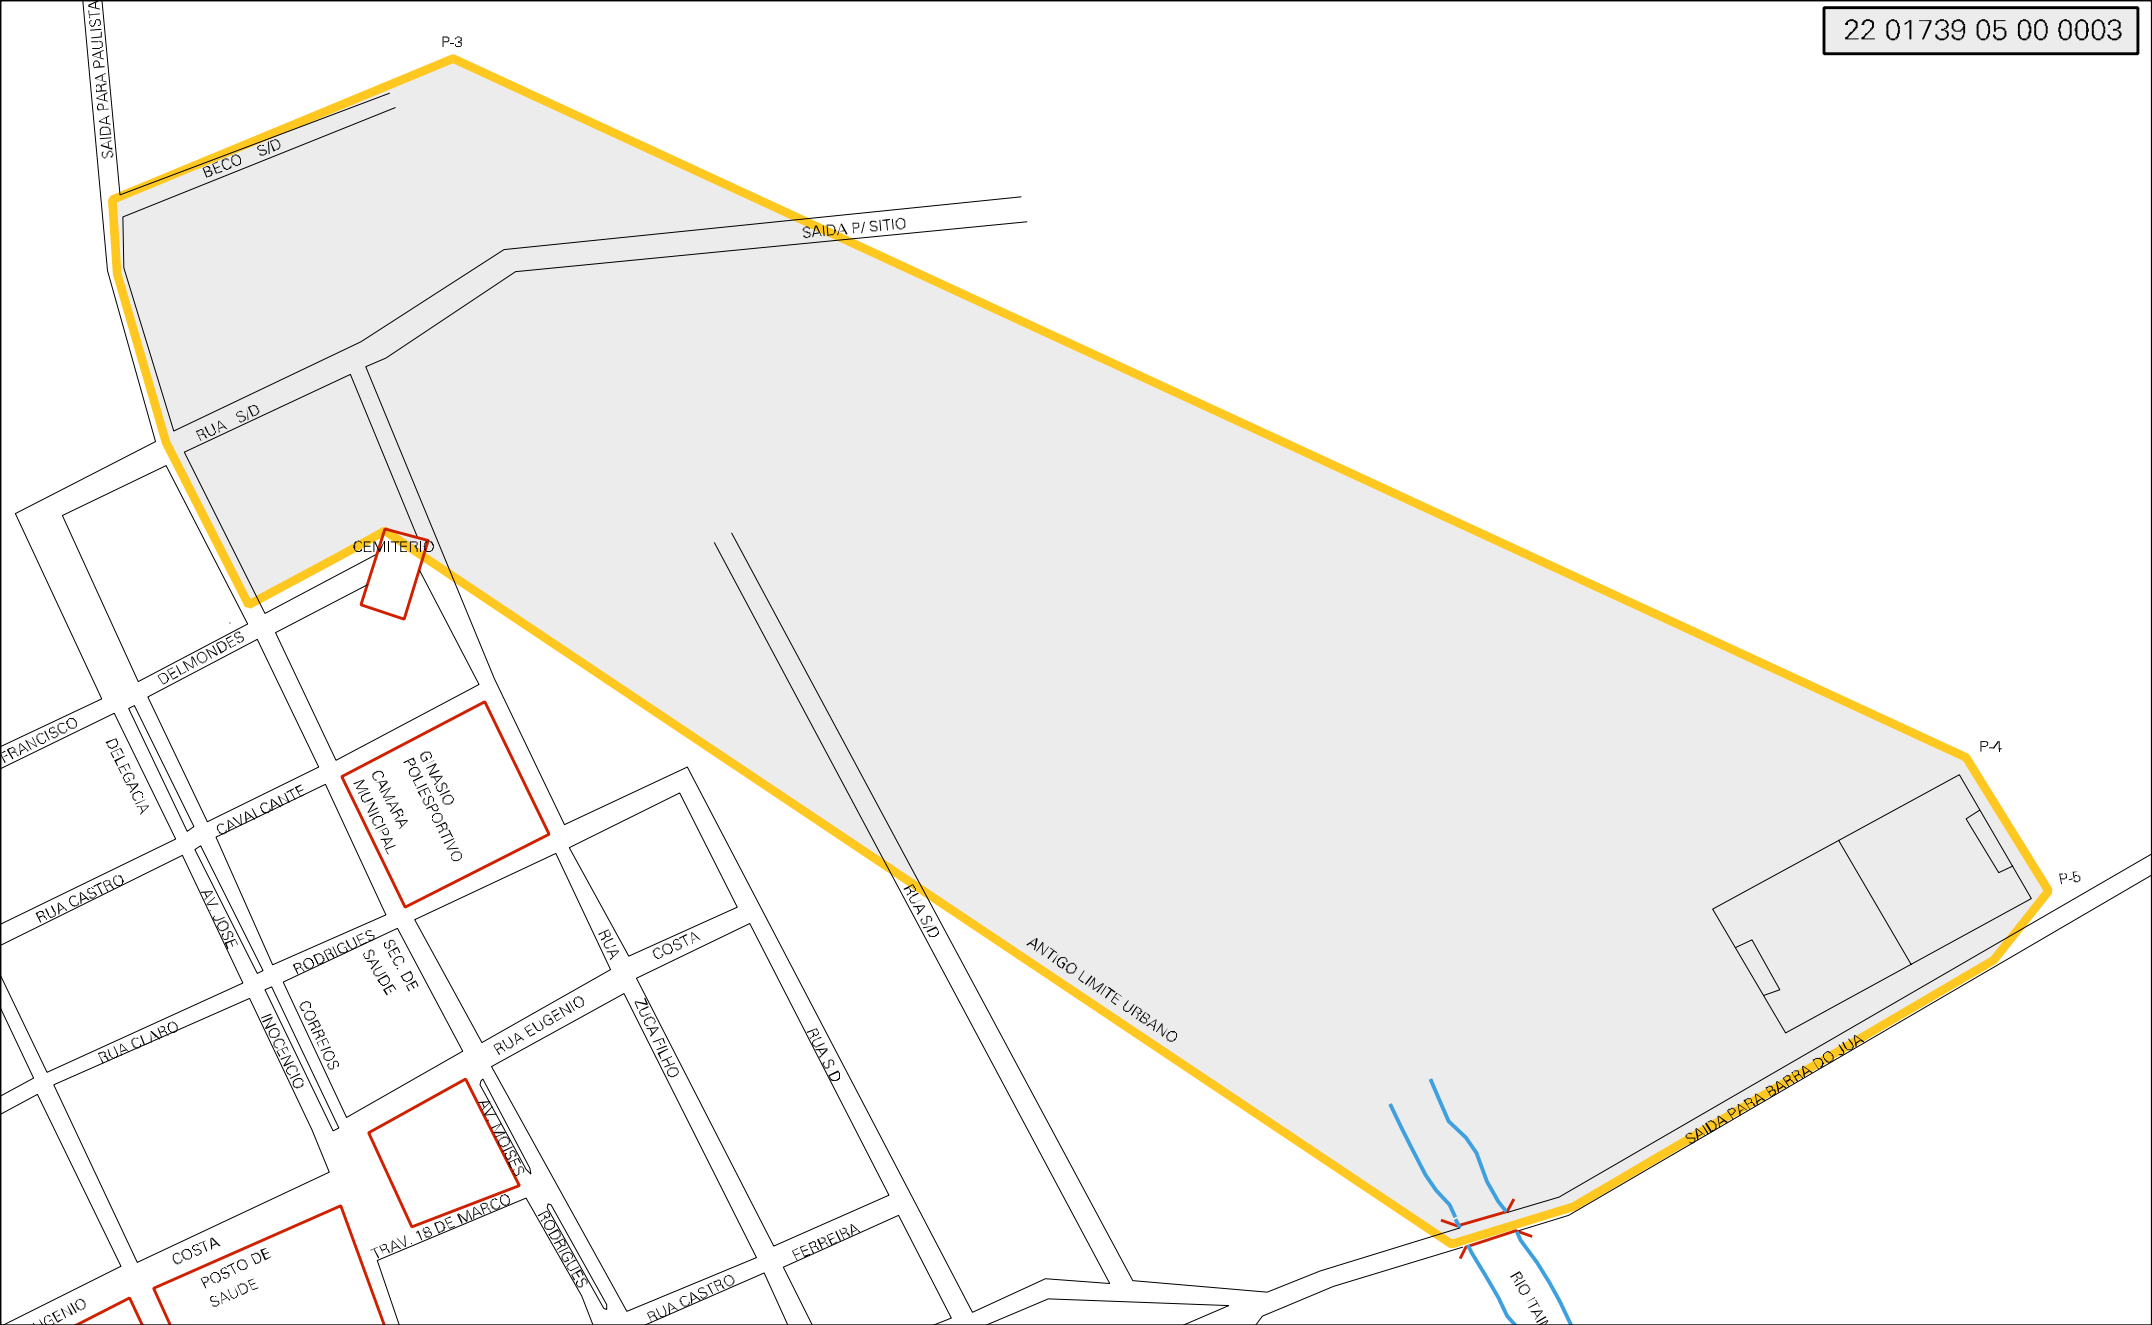 22 01739 05 00 0003
P-3
SAIDA PARA PAULISTA
BECO S/D
SAIDA P/ SITIO
RUA S/D
CEMITERIO
DELMONDES
FRANCISCO
DELEGACIA
CAVALCANTE
GINASIO
POLIESPORTIVO
CAMARA
MUNICIPAL
P-4
P-5
RUA CASTRO
AV. JOSE
RODRIGUES
SEC. DE
SAUDE
RUA
COSTA
RUA S/D
ANTIGO LIMITE URBANO
RUA CLARO
INOCENCIO
CORREIOS
RUA EUGENIO
ZUCA FILHO
RUA S.D
SAIDA PARA BARRA DO JUA
AV. MOISES
TRAV. 18 DE MARCO
RODRIGUES
COSTA
POSTO DE
SAUDE
FERREIRA
RUA CASTRO
RIO